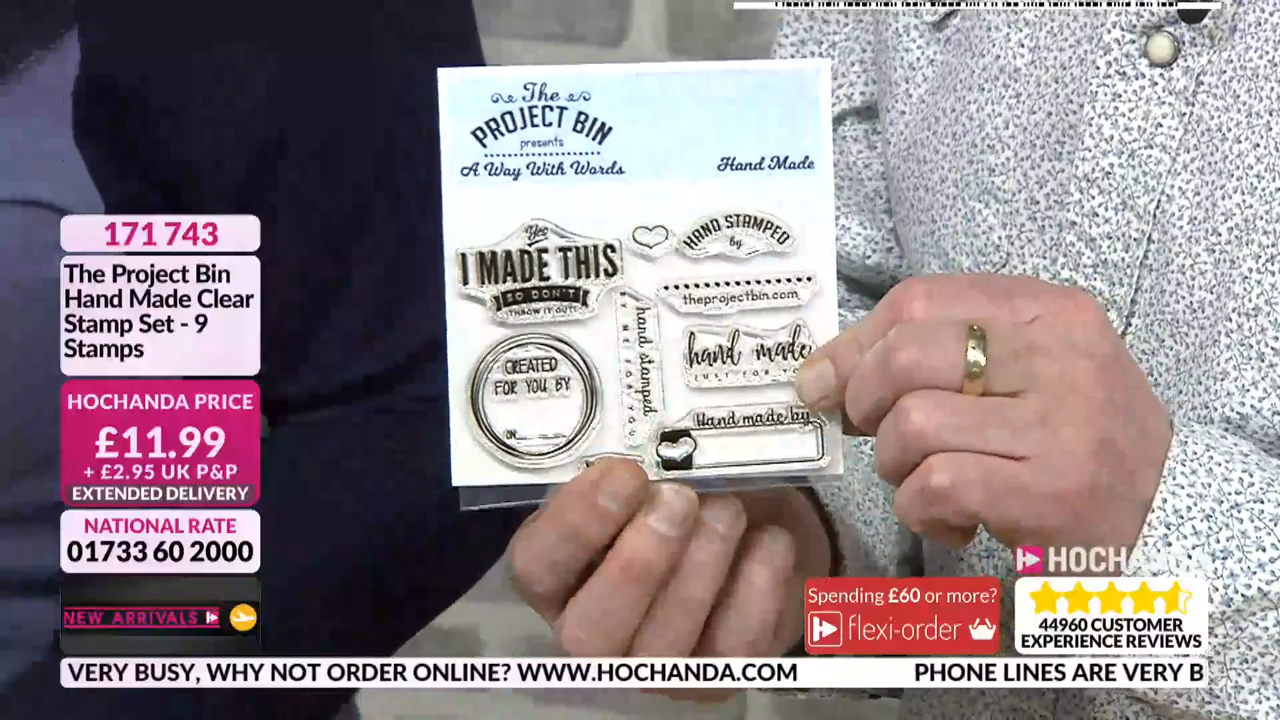 The
PROJECT BIN
presents
A Way With Words
Hand Made
Yes
I MADE THIS
SO DON'T
THROW IT OUT!
HAND STAMPED
by
theprojectbin.com
hand stamped
JUST FOR YOU
hand made
JUST FOR YO
CREATED
FOR YOU BY
ON
Hand made by
171 743
The Project Bin
Hand Made Clear
Stamp Set - 9
Stamps
HOCHANDA PRICE
£11.99
+ £2.95 UK P&P
EXTENDED DELIVERY
NATIONAL RATE
01733 60 2000
NEW ARRIVALS
HOCHANDA
Spending £60 or more?
flexi-order
44960 CUSTOMER
EXPERIENCE REVIEWS
VERY BUSY, WHY NOT ORDER ONLINE? WWW.HOCHANDA.COM PHONE LINES ARE VERY B